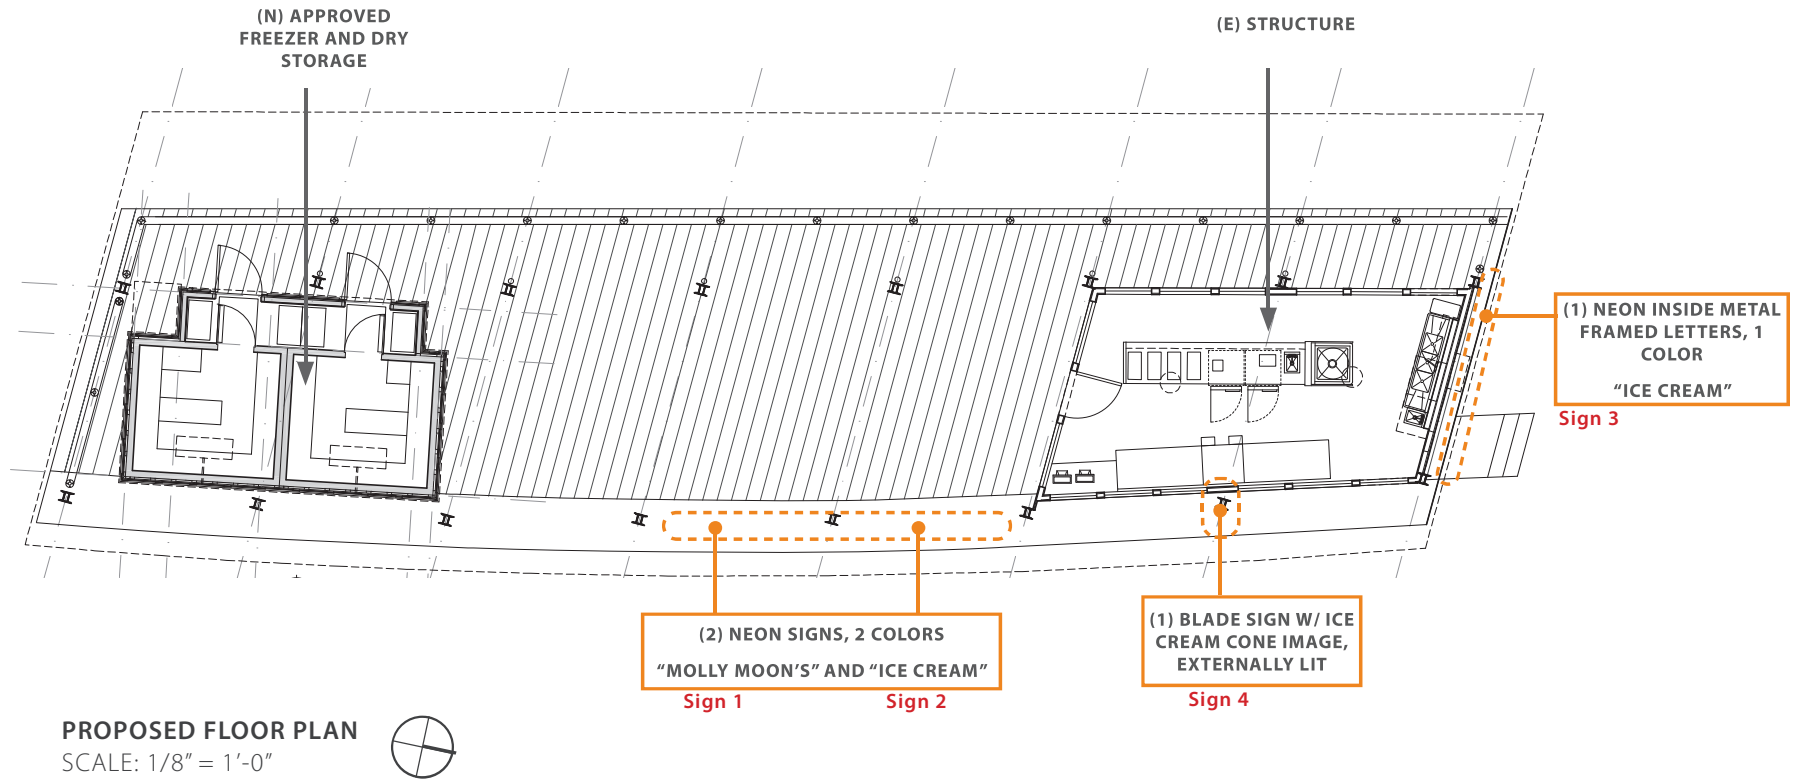 (N) APPROVED
FREEZER AND DRY
STORAGE
(E) STRUCTURE
(1) NEON INSIDE METAL
FRAMED LETTERS, 1
COLOR
“ICE CREAM”
Sign 3
(2) NEON SIGNS, 2 COLORS
“MOLLY MOON’S” AND “ICE CREAM”
Sign 1
Sign 2
(1) BLADE SIGN W/ ICE
CREAM CONE IMAGE,
EXTERNALLY LIT
Sign 4
PROPOSED FLOOR PLAN
SCALE: 1/8” = 1’-0”